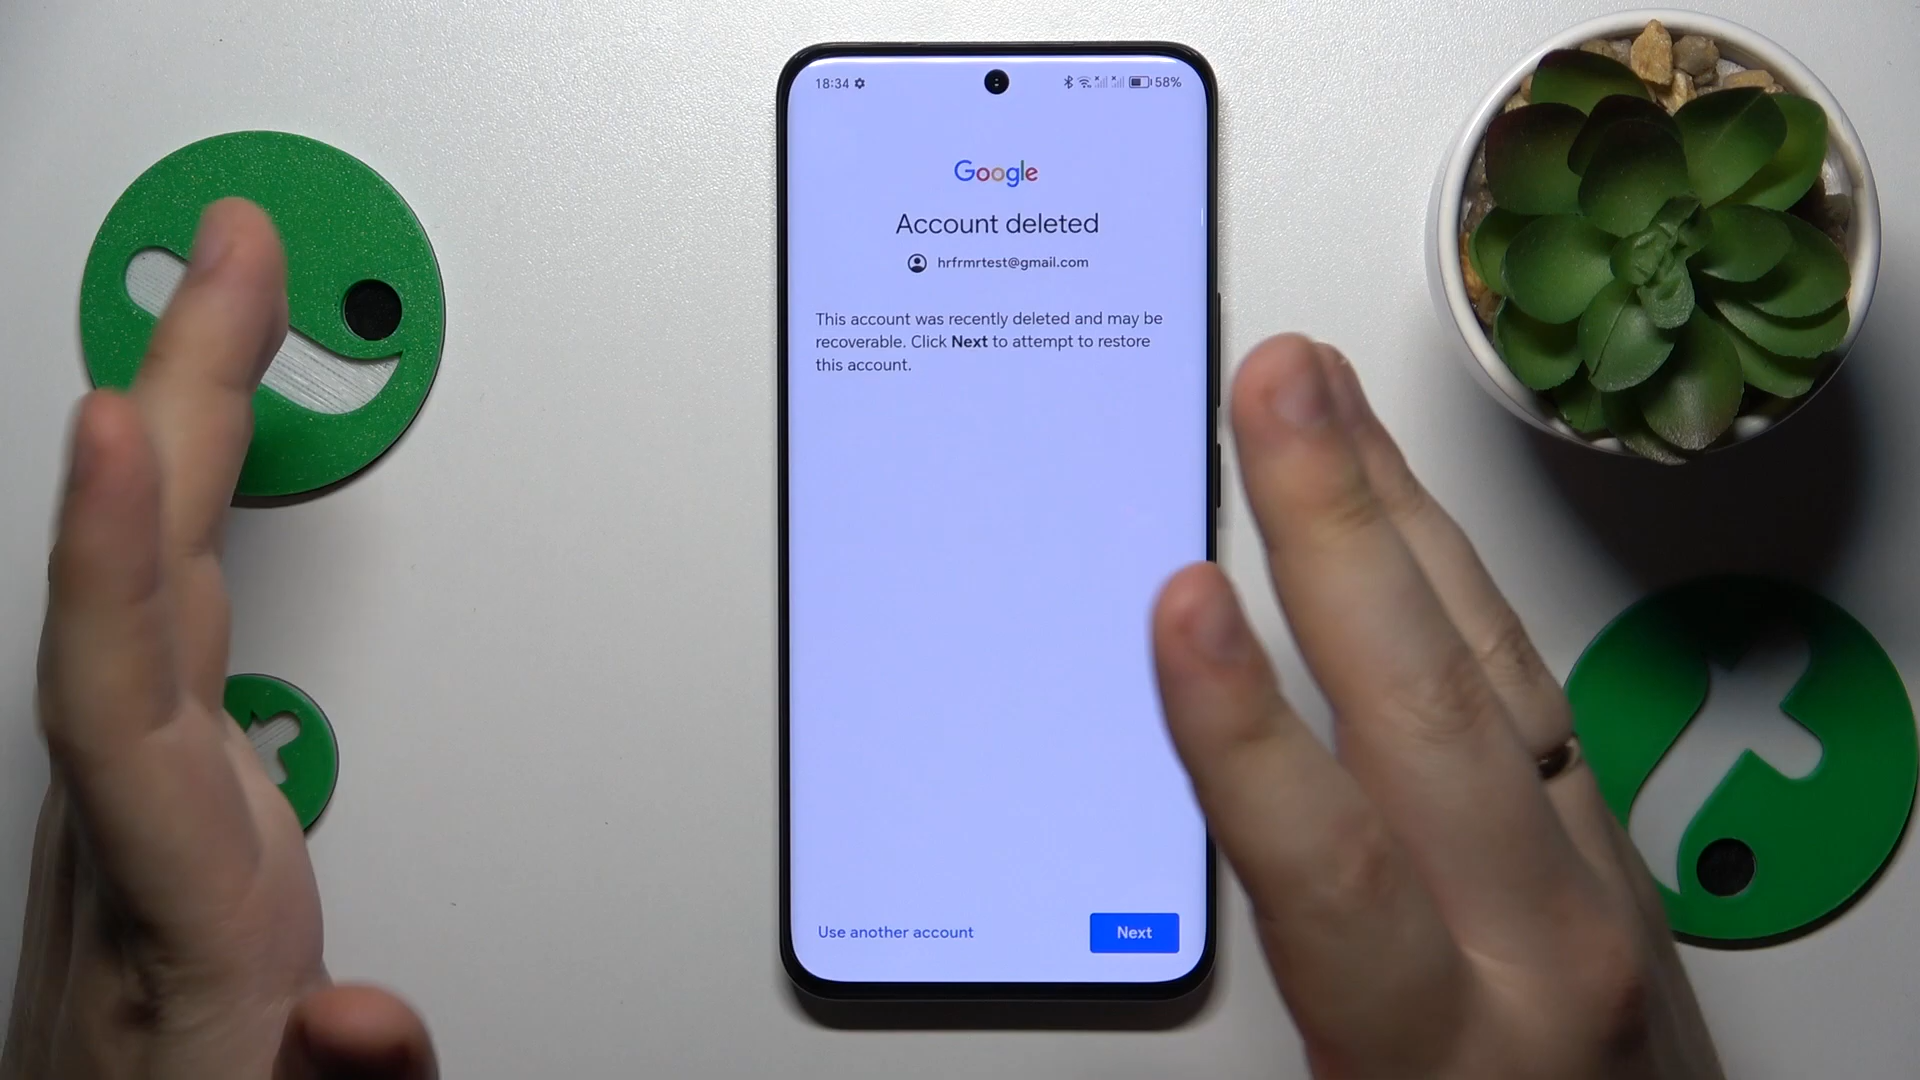 18:34
58%
Google
Account deleted
hrfrmrtest@gmail.com
This account was recently deleted and may be
recoverable. Click Next to attempt to restore
this account.
Use another account
Next